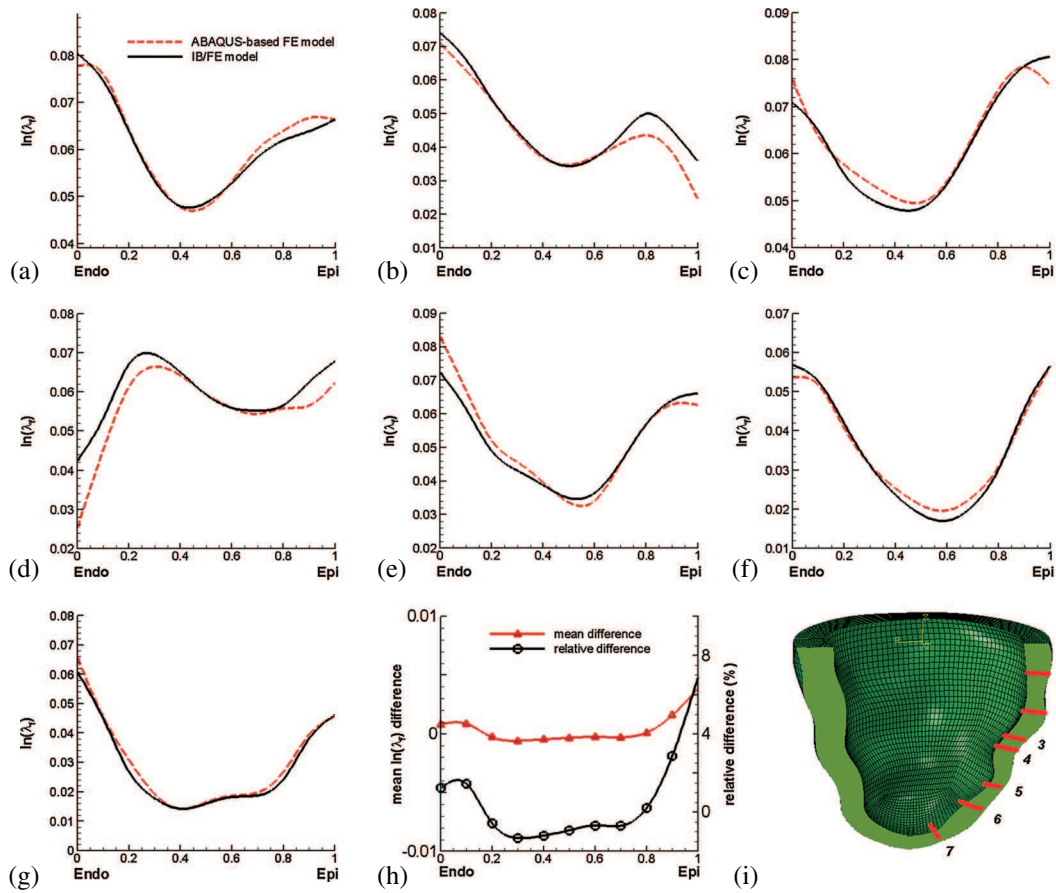 ln(λf)
0.08
0.07
0.06
0.05
0.04
ABAQUS-based FE model
IB/FE model
0 0.2 0.4 0.6 0.8 1
(a) Endo Epi
ln(λf)
0.08
0.07
0.06
0.05
0.04
0.03
0.02
0.01
0 0.2 0.4 0.6 0.8 1
(b) Endo Epi
ln(λf)
0.09
0.08
0.07
0.06
0.05
0.04
0 0.2 0.4 0.6 0.8 1
(c) Endo Epi
ln(λf)
0.08
0.07
0.06
0.05
0.04
0.03
0.02
0 0.2 0.4 0.6 0.8 1
(d) Endo Epi
ln(λf)
0.09
0.08
0.07
0.06
0.05
0.04
0.03
0.02
0 0.2 0.4 0.6 0.8 1
(e) Endo Epi
ln(λf)
0.07
0.06
0.05
0.04
0.03
0.02
0.01
0 0.2 0.4 0.6 0.8 1
(f) Endo Epi
ln(λf)
0.08
0.07
0.06
0.05
0.04
0.03
0.02
0.01
0
0 0.2 0.4 0.6 0.8 1
(g) Endo Epi
mean ln(λf) difference
0.01
0
-0.01
mean difference
relative difference
8
4
0
relative difference (%)
0 0.2 0.4 0.6 0.8 1
(h) Endo Epi
3
4
5
6
7
(i)